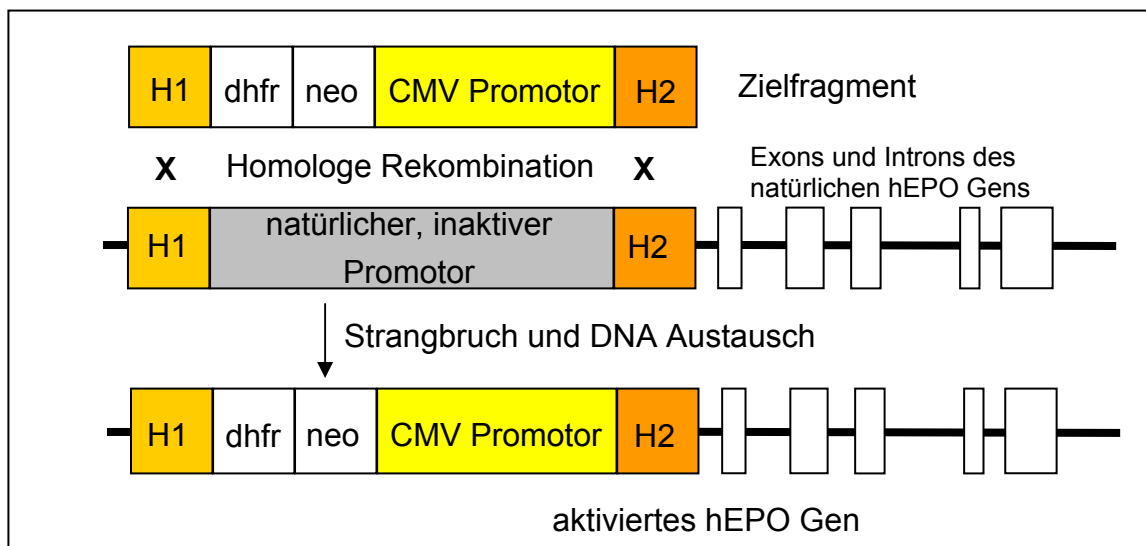 H1 dhfr neo CMV Promotor H2 Zielfragment
X Homologe Rekombination X
Exons und Introns des
natürlichen hEPO Gens
H1 natürlicher, inaktiver H2
Promotor
Strangbruch und DNA Austausch
H1 dhfr neo CMV Promotor H2
aktiviertes hEPO Gen